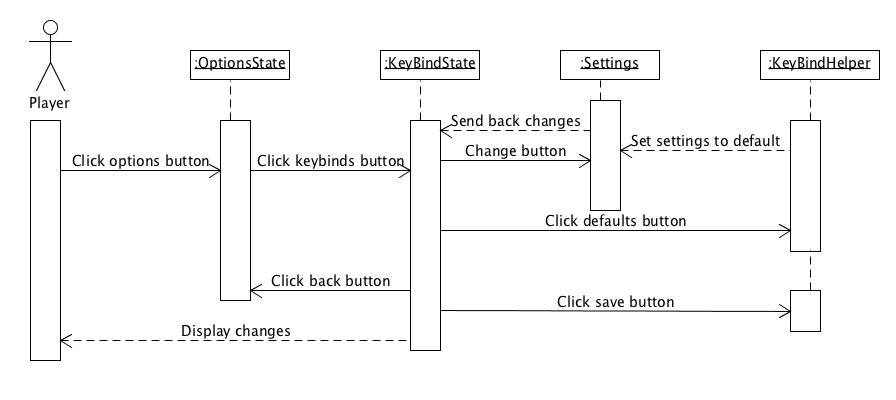 :OptionsState
:KeyBindState
:Settings
:KeyBindHelper
Player
Send back changes
Set settings to default
Click options button
Click keybinds button
Change button
Click defaults button
Click back button
Click save button
Display changes